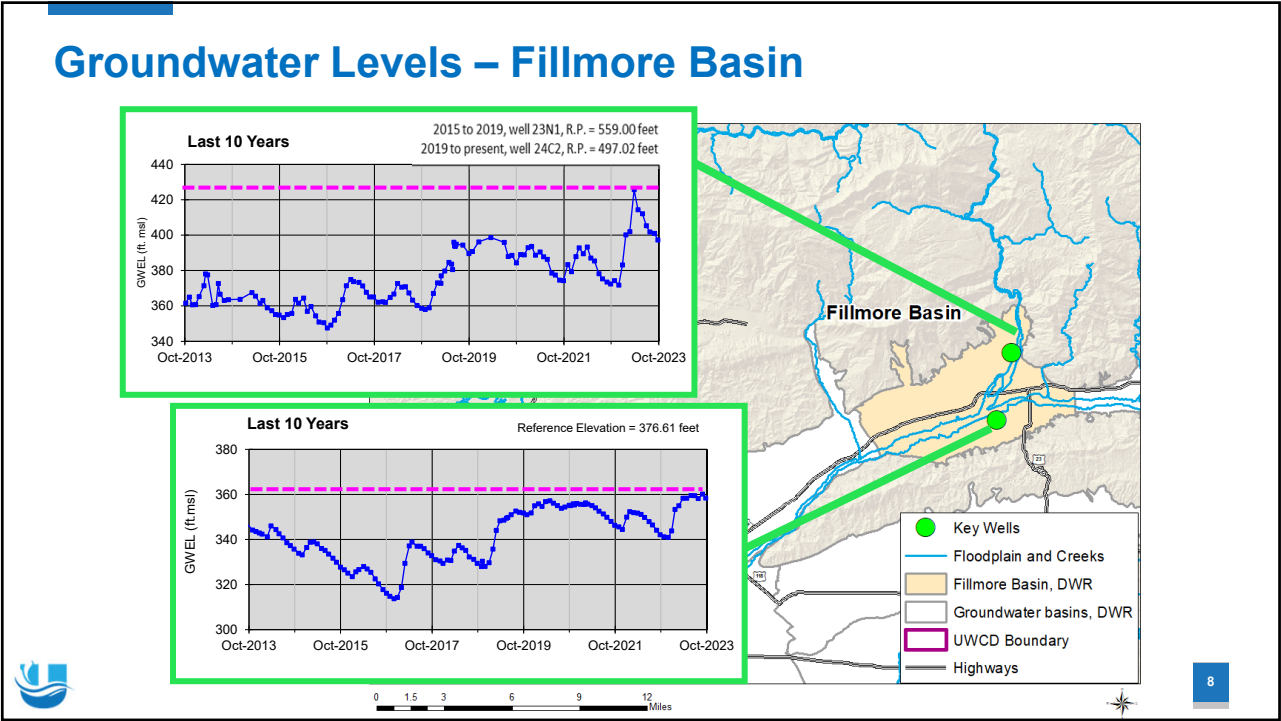 Groundwater Levels – Fillmore Basin
Last 10 Years
2015 to 2019, well 23N1, R.P. = 559.00 feet
2019 to present, well 24C2, R.P. = 497.02 feet
GWEL (ft. msl)
440
420
400
380
360
340
Oct-2013 Oct-2015 Oct-2017 Oct-2019 Oct-2021 Oct-2023
Last 10 Years
Reference Elevation = 376.61 feet
GWEL (ft.msl)
380
360
340
320
300
Oct-2013 Oct-2015 Oct-2017 Oct-2019 Oct-2021 Oct-2023
Fillmore Basin
23
118
Key Wells
Floodplain and Creeks
Fillmore Basin, DWR
Groundwater basins, DWR
UWCD Boundary
Highways
0 1.5 3 6 9 12
Miles
8